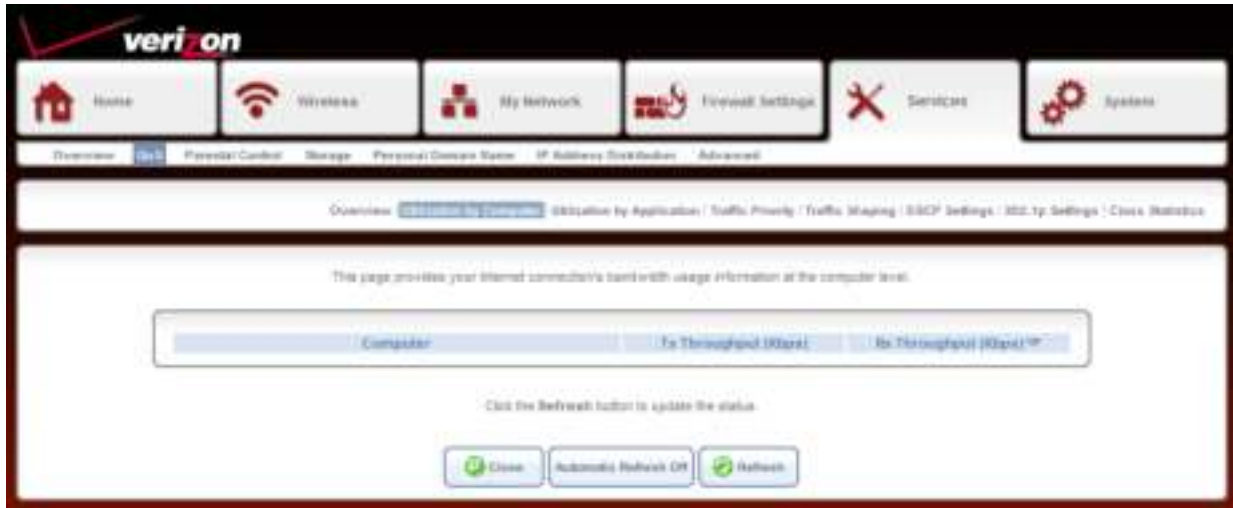 verizon
Home
Wireless
My Network
Firewall Settings
Services
System
Overview QoS Parental Control Storage Personal Domain Name IP Address Distribution Advanced
Overview Utilization by Computer Utilization by Application Traffic Priority Traffic Shaping DSCP Settings 802.1p Settings Class Statistics
This page provides your Internet connection's bandwidth usage information at the computer level.
Computer Tx Throughput (Kbps) Rx Throughput (Kbps)
Click the Refresh button to update the status.
Close Automatic Refresh Off Refresh